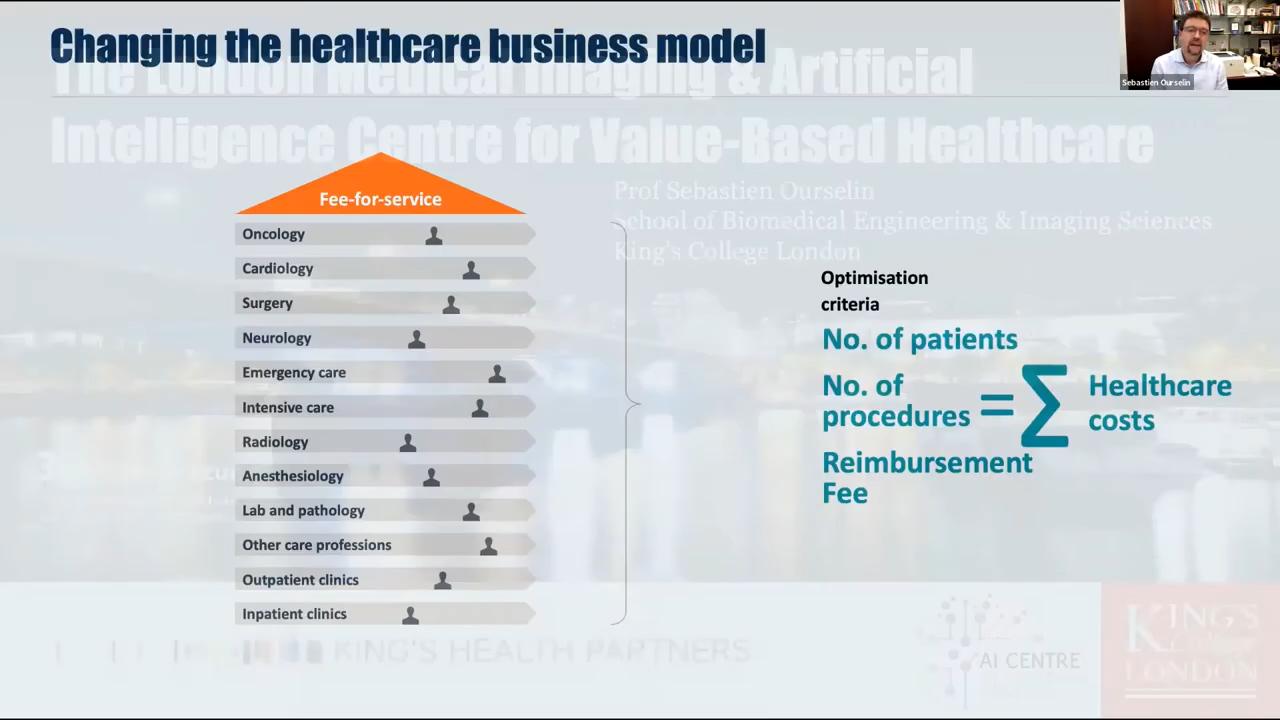 Changing the healthcare business model
The London Medical Imaging & Artificial
Intelligence Centre for Value-Based Healthcare
Sebastien Ourselin
Prof Sebastien Ourselin
School of Biomedical Engineering & Imaging Sciences
King's College London
Fee-for-service
Oncology
Cardiology
Surgery
Neurology
Emergency care
Intensive care
Radiology
Anesthesiology
Lab and pathology
Other care professions
Outpatient clinics
Inpatient clinics
Optimisation
criteria
No. of patients
No. of
procedures
= ∑
Healthcare
costs
Reimbursement
Fee
KING'S HEALTH PARTNERS
AI CENTRE
KING'S
College
LONDON